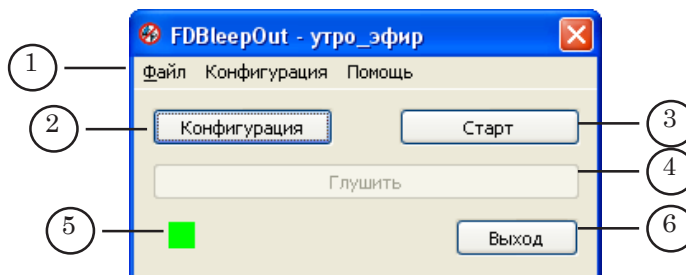 FDBleepOut - утро_эфир
1
Файл Конфигурация Помощь
2
Конфигурация
Старт
3
Глушить
4
5
Выход
6